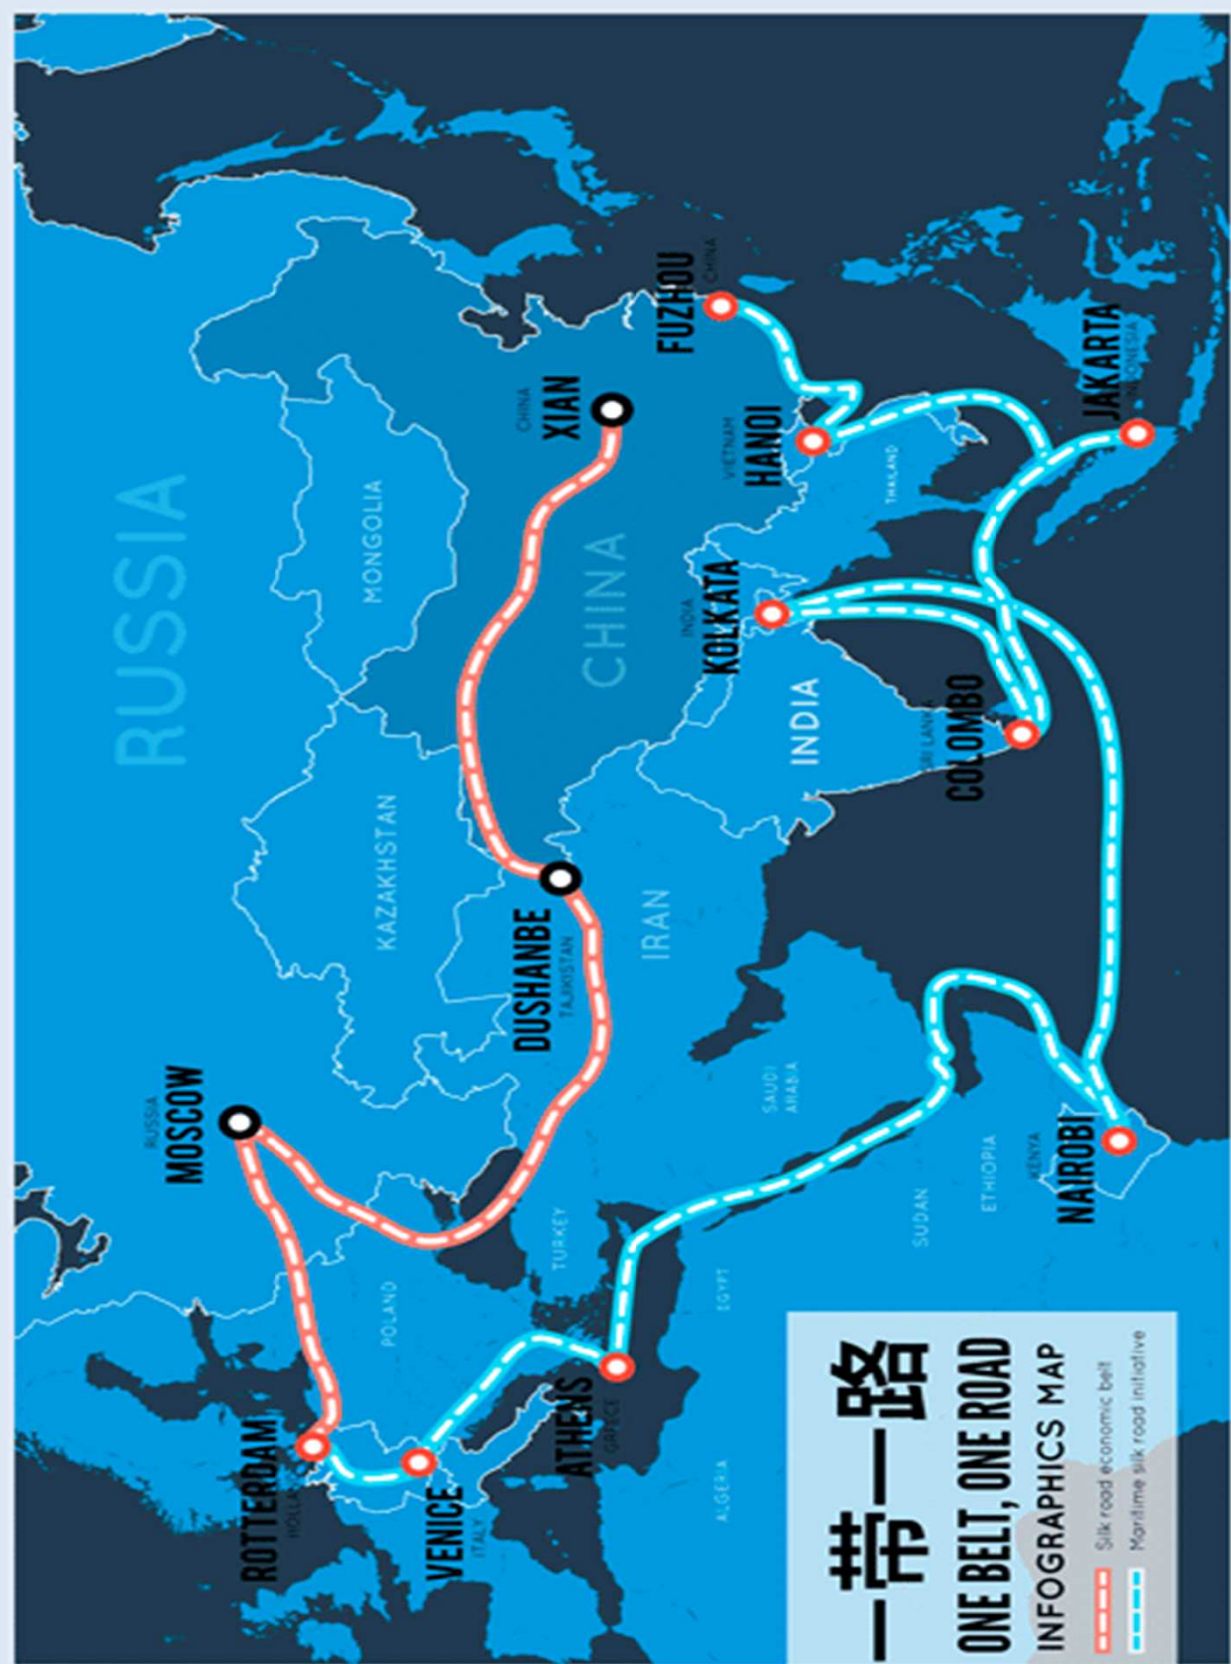 RUSSIA
RUSSIA
MOSCOW
ROTTERDAM
HOLLAND
POLAND
VENICE
ITALY
KAZAKHSTAN
MONGOLIA
CHINA
XIAN
CHINA
DUSHANBE
TAJIKISTAN
TURKEY
ATHENS
GREECE
IRAN
FUZHOU
CHINA
VIETNAM
HANOI
INDIA
KOLKATA
INDIA
SAUDI
ARABIA
EGYPT
ALGERIA
THAILAND
SRI LANKA
COLOMBO
SUDAN
ETHIOPIA
KENYA
NAIROBI
JAKARTA
INDONESIA
一带一路
ONE BELT, ONE ROAD
INFOGRAPHICS MAP
Silk road economic belt
Maritime silk road initiative